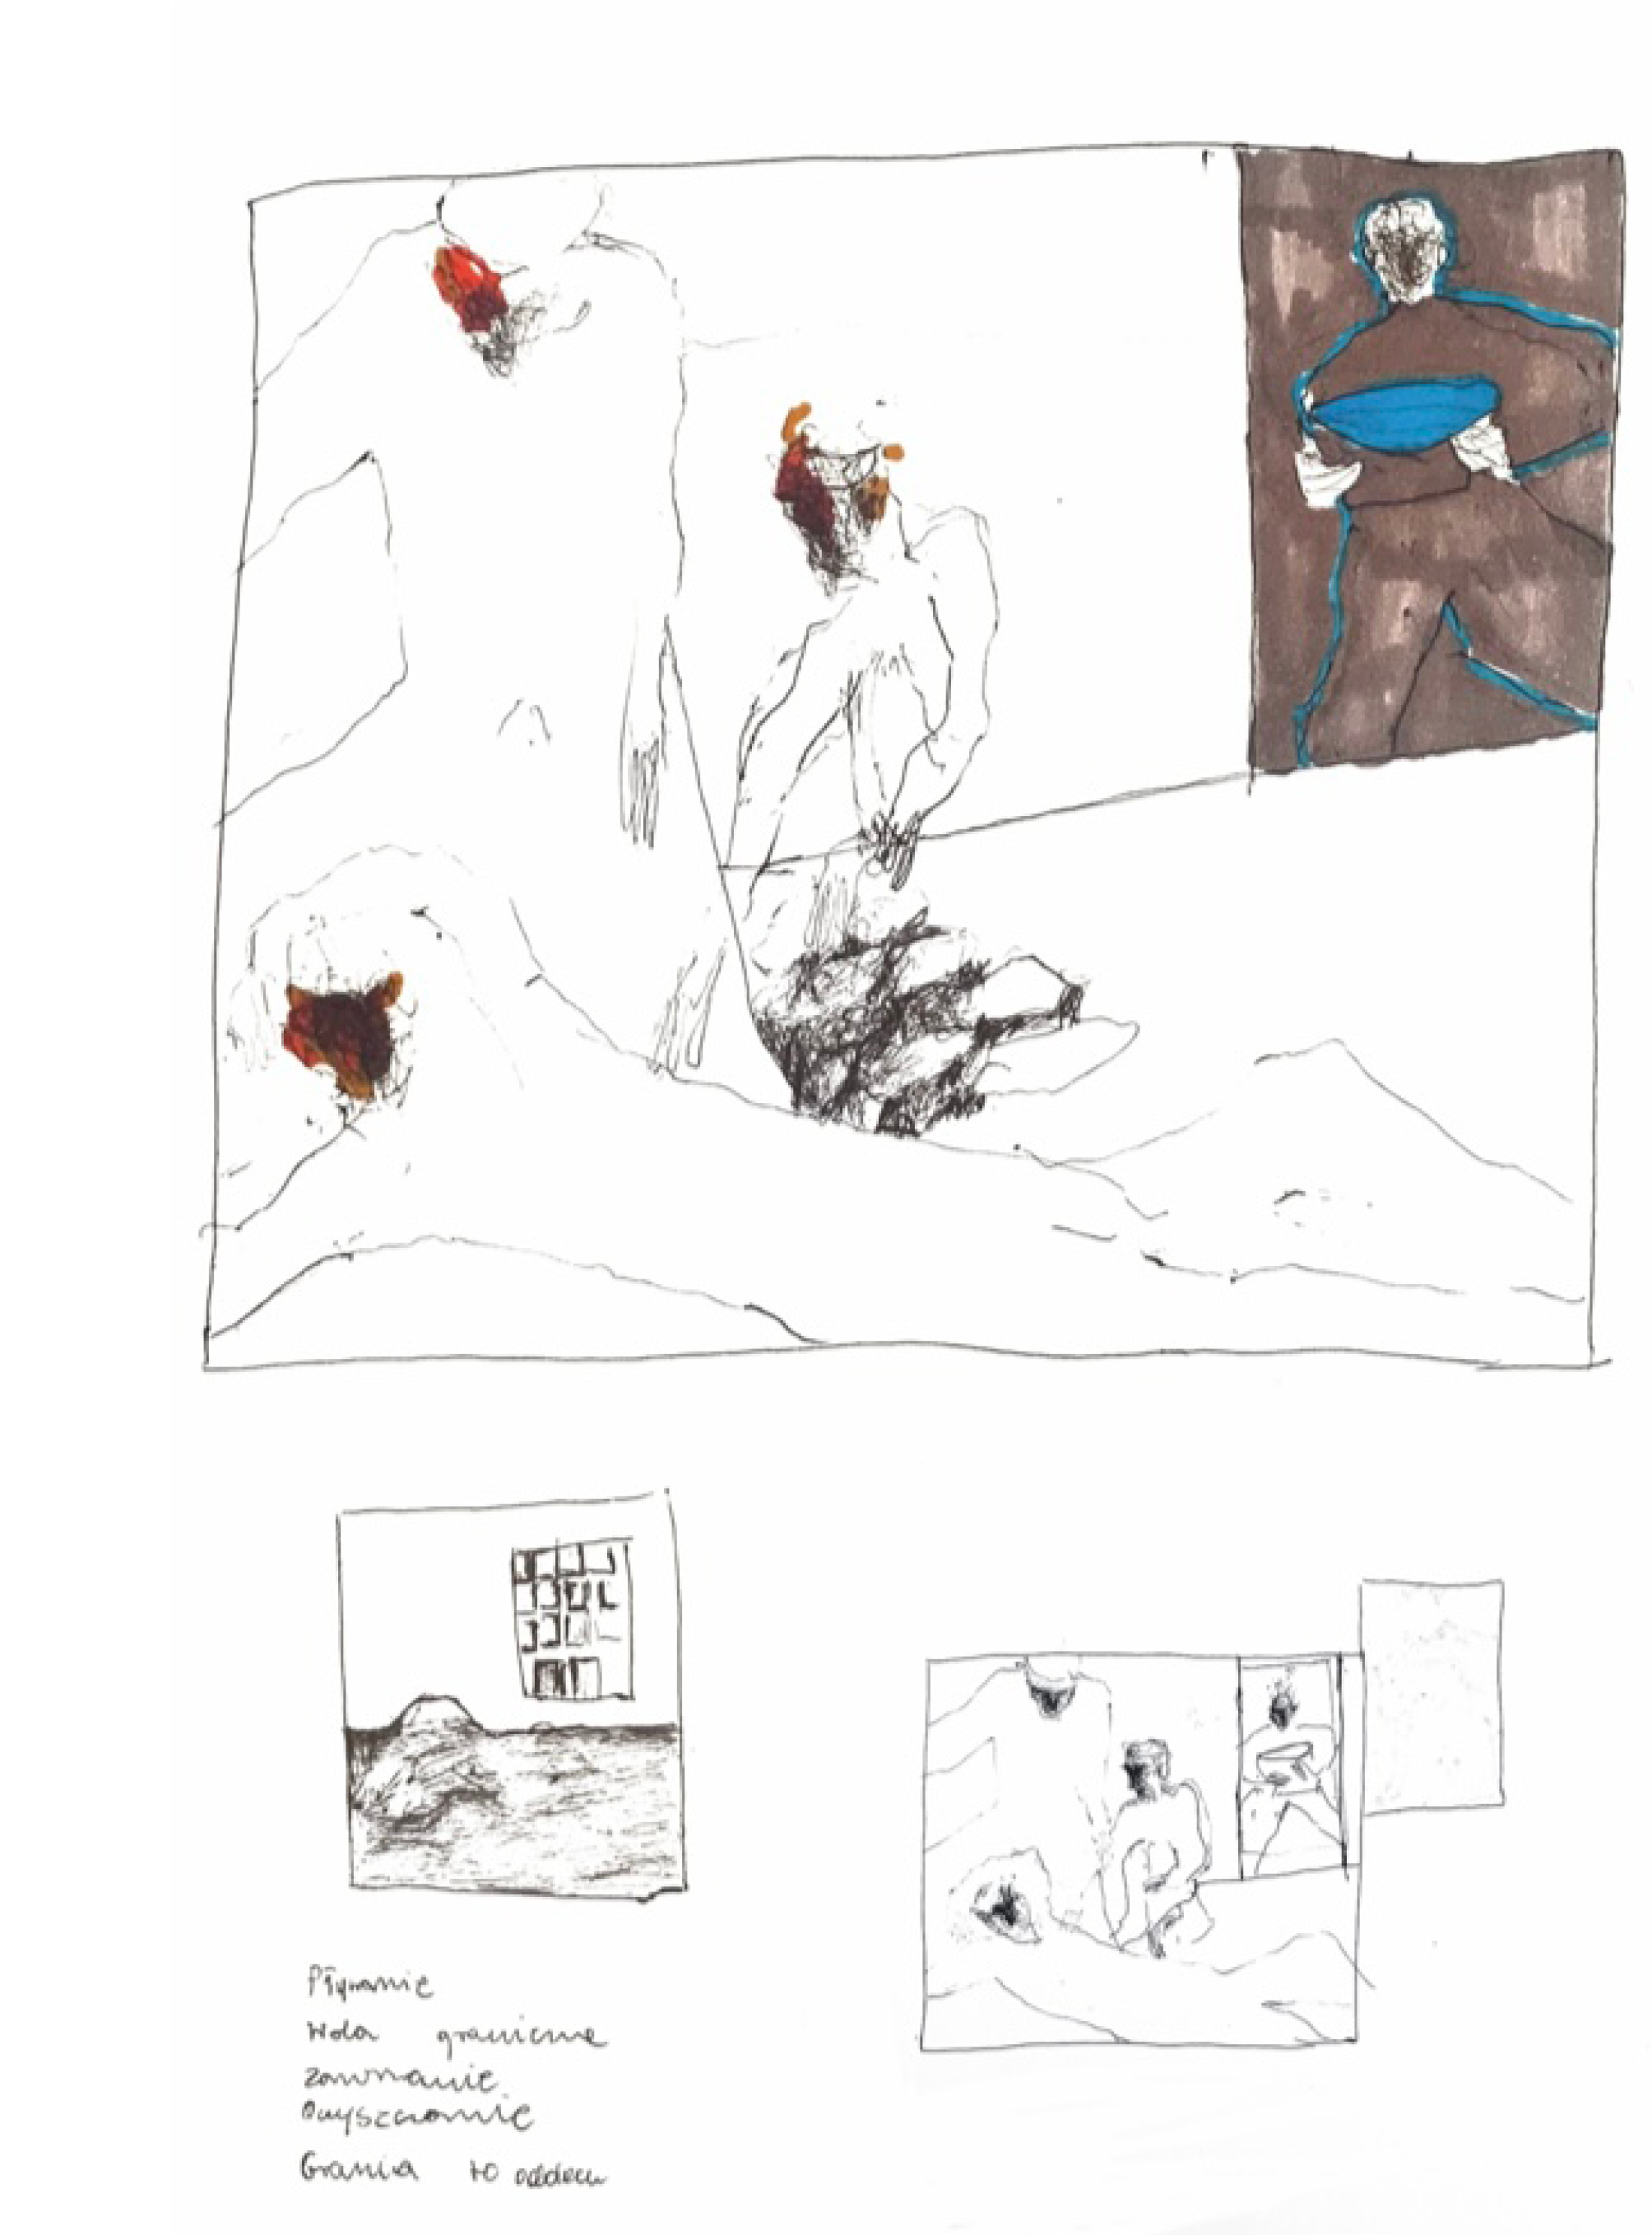 Pływanie
Woda graniczna
zanurzanie
Oczyszczanie
Granica to oddech